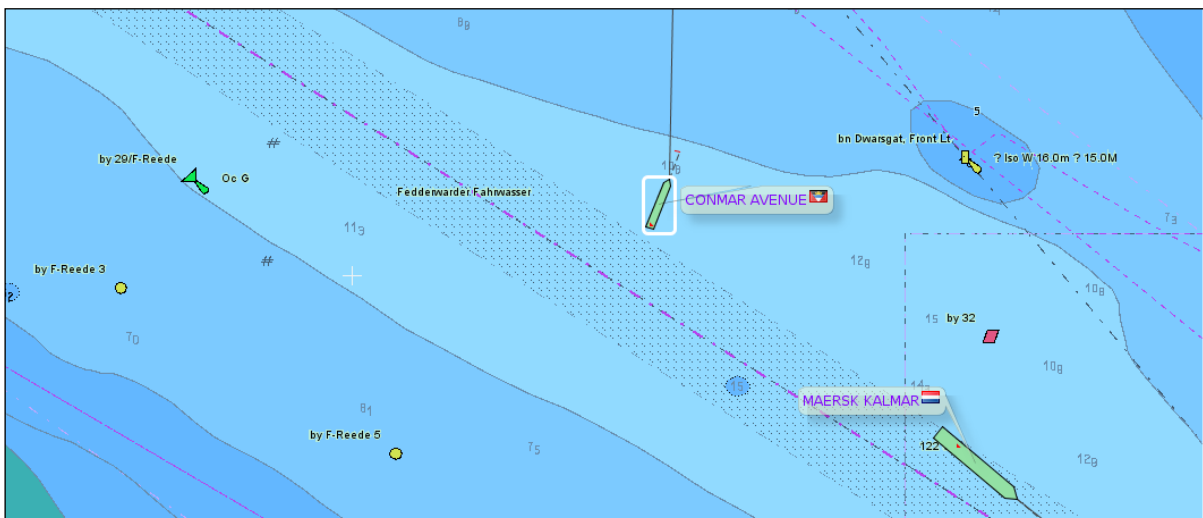 8₈
5
bn Dwarsgat, Front Lt
? Iso W 16.0m ? 15.0M
by 29/F-Reede
Oc G
Fedderwarder Fahrwasser
CONMAR AVENUE
7₃
11₉
12₈
by F-Reede 3
10₈
15
by 32
7₀
10₈
15
MAERSK KALMAR
8₁
by F-Reede 5
7₅
122
12₈